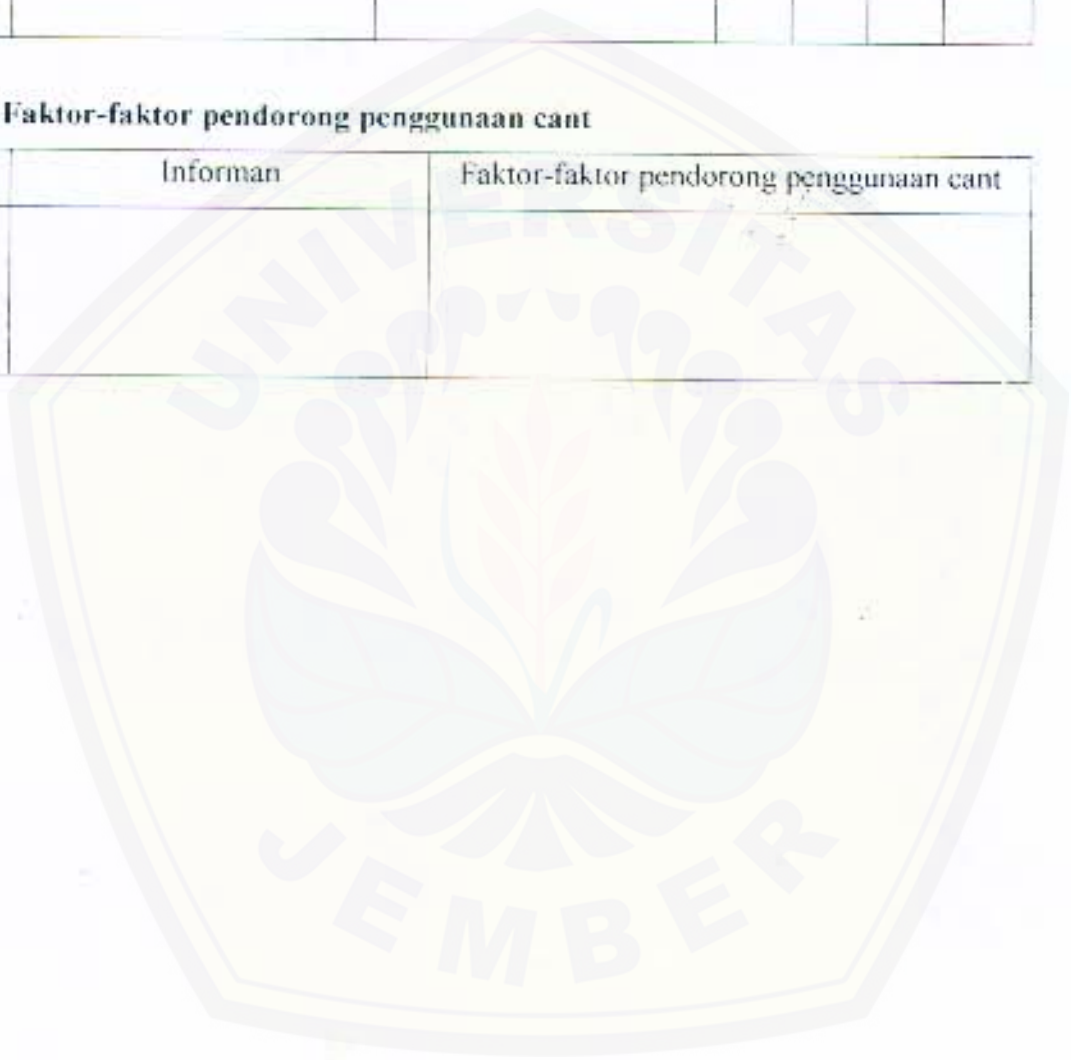 Faktor-faktor pendorong penggunaan cant
Informan
Faktor-faktor pendorong penggunaan cant
UNIVERSITAS
JEMBER